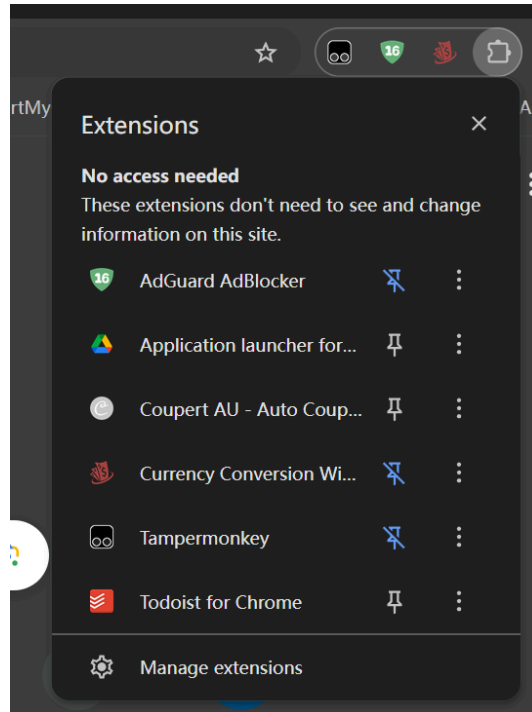 16
rtMy
A
Extensions
No access needed
These extensions don't need to see and change
information on this site.
16 AdGuard AdBlocker
Application launcher for...
Coupert AU - Auto Coup...
Currency Conversion Wi...
Tampermonkey
Todoist for Chrome
Manage extensions